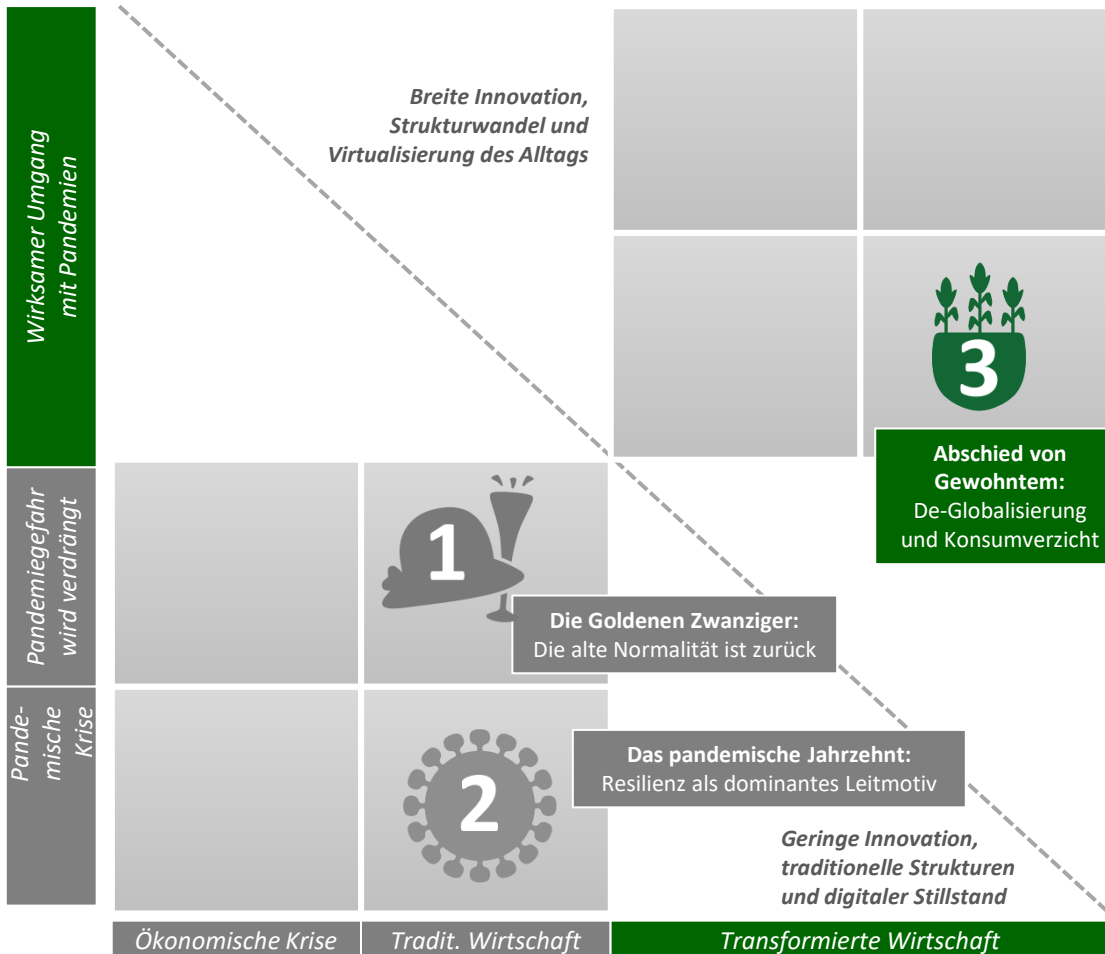 Wirksamer Umgang
mit Pandemien
Breite Innovation,
Strukturwandel und
Virtualisierung des Alltags
3
Abschied von
Gewohntem:
De-Globalisierung
und Konsumverzicht
Pandemiegefahr
wird verdrängt
1
Die Goldenen Zwanziger:
Die alte Normalität ist zurück
Pande-
mische
Krise
2
Das pandemische Jahrzehnt:
Resilienz als dominantes Leitmotiv
Geringe Innovation,
traditionelle Strukturen
und digitaler Stillstand
Ökonomische Krise
Tradit. Wirtschaft
Transformierte Wirtschaft